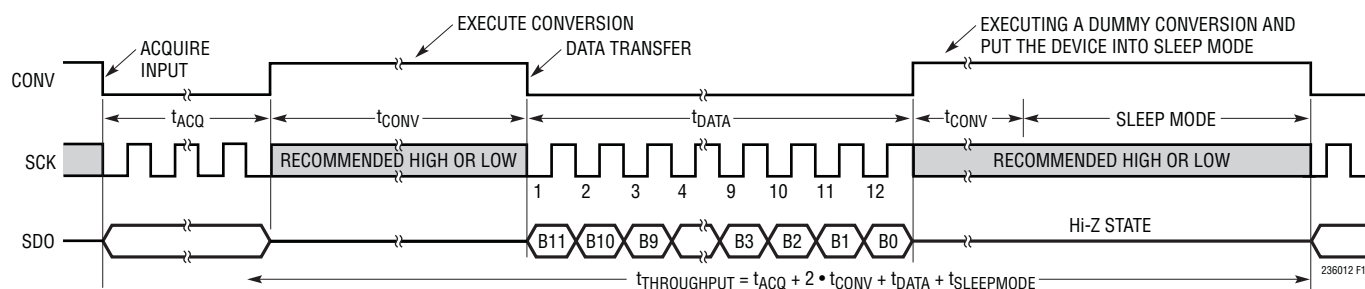 EXECUTE CONVERSION
EXECUTING A DUMMY CONVERSION AND
PUT THE DEVICE INTO SLEEP MODE
ACQUIRE
INPUT
DATA TRANSFER
CONV
tACQ
tCONV
tDATA
tCONV
SLEEP MODE
SCK
RECOMMENDED HIGH OR LOW
RECOMMENDED HIGH OR LOW
1 2 3 4 9 10 11 12
SDO
B11 B10 B9 B3 B2 B1 B0
Hi-Z STATE
tTHROUGHPUT = tACQ + 2 • tCONV + tDATA + tSLEEPMODE
236012 F1